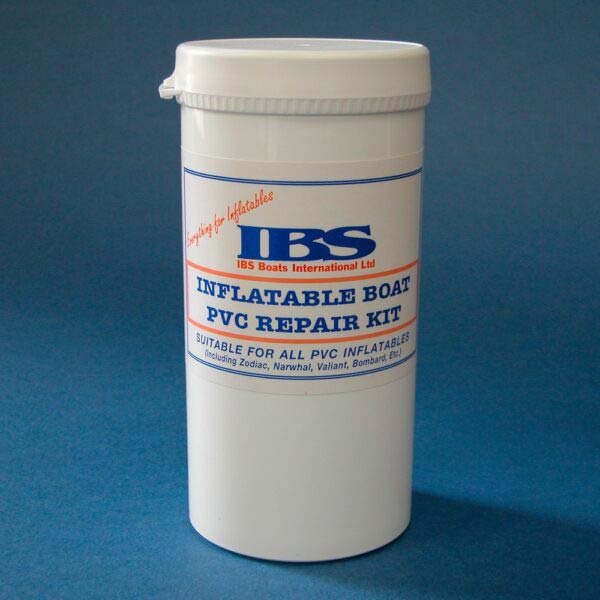 Everything for Inflatables
IBS
IBS Boats International Ltd
INFLATABLE BOAT
PVC REPAIR KIT
SUITABLE FOR ALL PVC INFLATABLES
(Including Zodiac, Narwhal, Valiant, Bombard, Etc.)